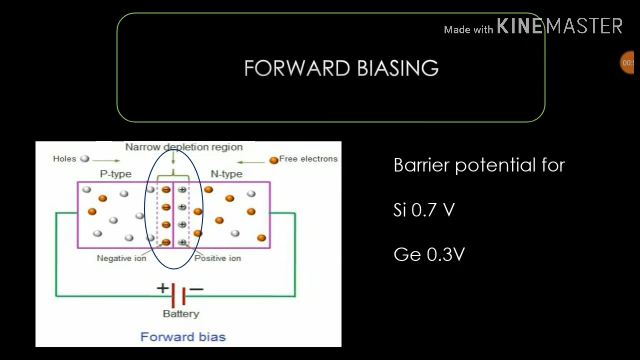 Made with KINEMASTER
FORWARD BIASING
Narrow depletion region
Holes
Free electrons
P-type
N-type
Negative ion
Positive ion
+ −
Battery
Forward bias
Barrier potential for
Si 0.7 V
Ge 0.3V